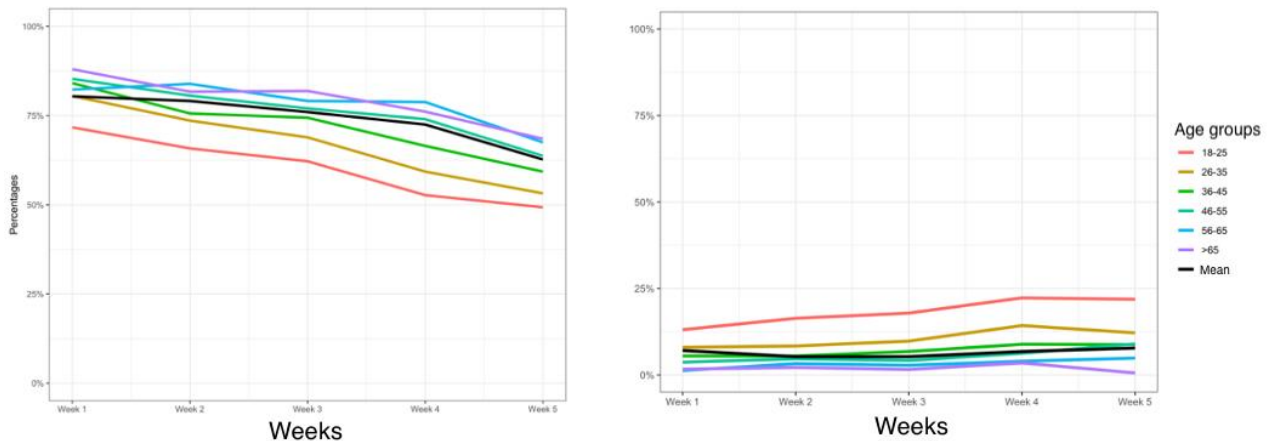 100%
75%
50%
25%
0%
Percentages
Week 1 Week 2 Week 3 Week 4 Week 5
Weeks
100%
75%
50%
25%
0%
Week 1 Week 2 Week 3 Week 4 Week 5
Weeks
Age groups
18-25
26-35
36-45
46-55
56-65
>65
Mean